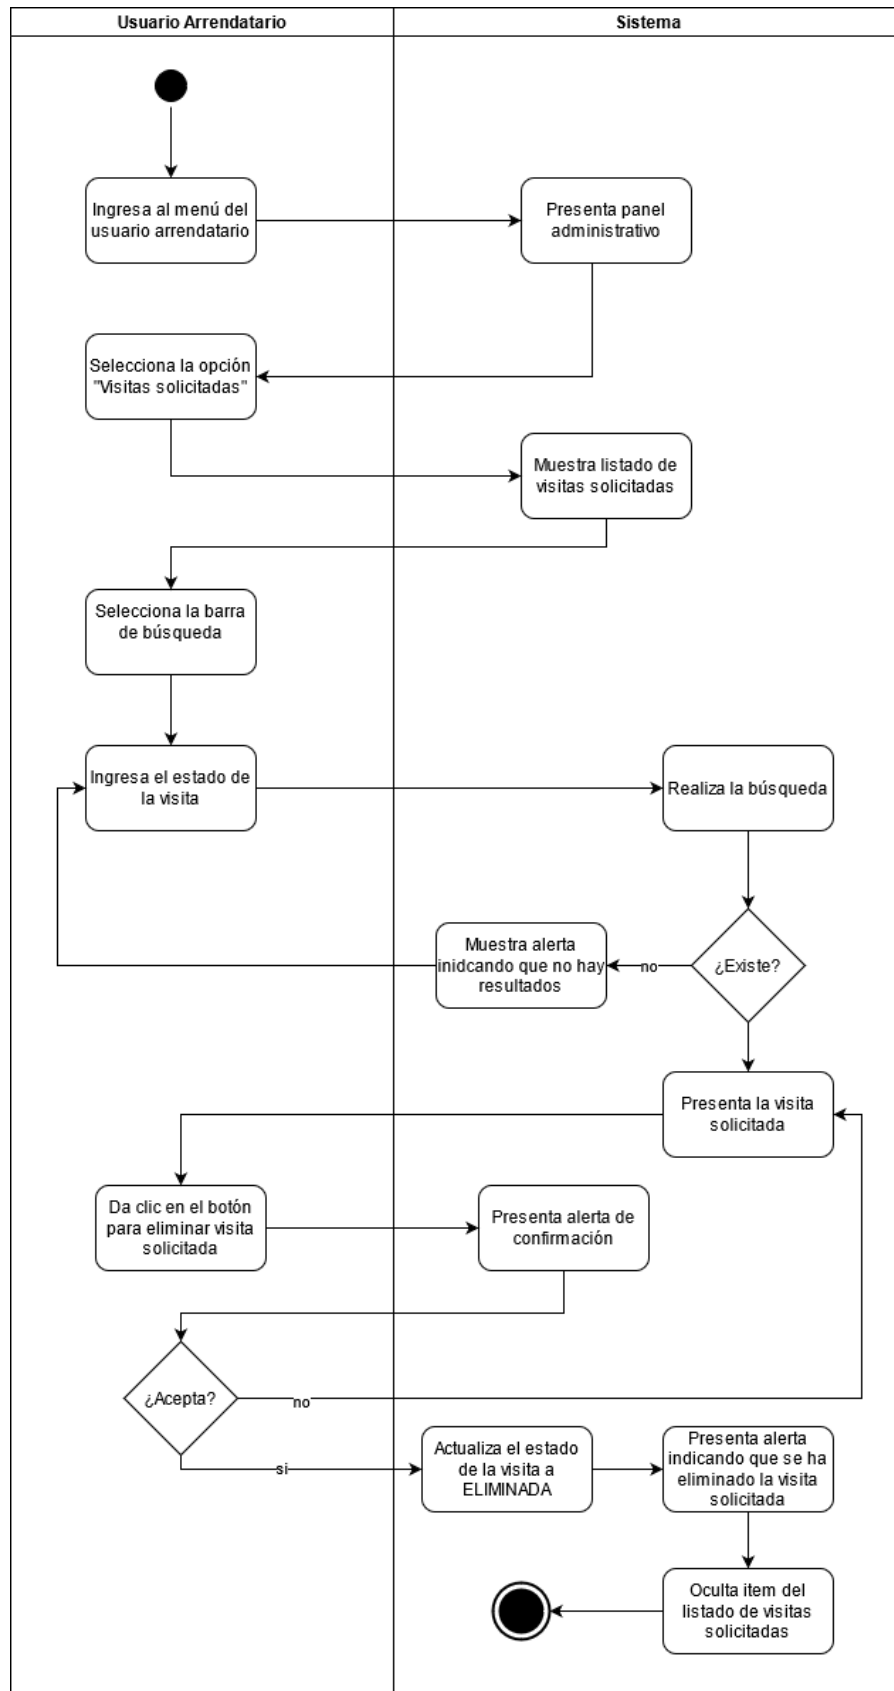 Usuario Arrendatario
Sistema
Ingresa al menú del
usuario arrendatario
Presenta panel
administrativo
Selecciona la opción
"Visitas solicitadas"
Muestra listado de
visitas solicitadas
Selecciona la barra
de búsqueda
Ingresa el estado de
la visita
Realiza la búsqueda
¿Existe?
no
Muestra alerta
inidcando que no hay
resultados
Presenta la visita
solicitada
Da clic en el botón
para eliminar visita
solicitada
Presenta alerta de
confirmación
¿Acepta?
no
si
Actualiza el estado
de la visita a
ELIMINADA
Presenta alerta
indicando que se ha
eliminado la visita
solicitada
Oculta item del
listado de visitas
solicitadas